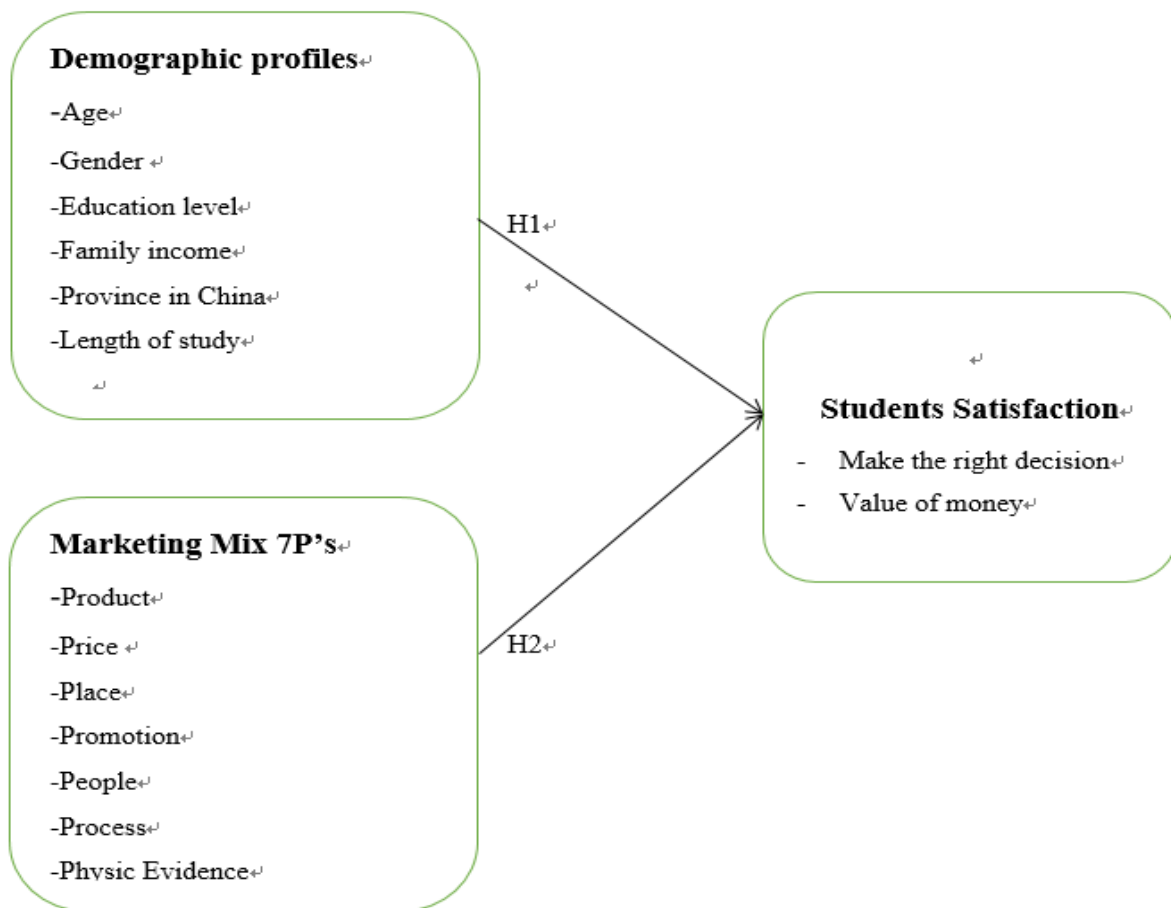 Demographic profiles↵
-Age↵
-Gender ↵
-Education level↵
-Family income↵
-Province in China↵
-Length of study↵
↵
H1↵
↵
Marketing Mix 7P’s↵
-Product↵
-Price ↵
-Place↵
-Promotion↵
-People↵
-Process↵
-Physic Evidence↵
H2↵
↵
Students Satisfaction↵
- Make the right decision↵
- Value of money↵